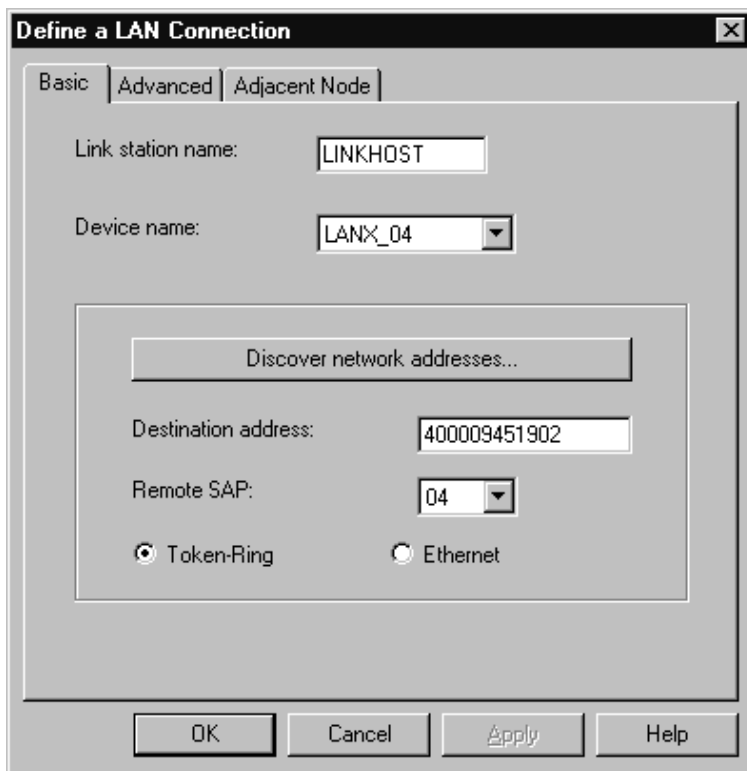 Define a LAN Connection
Basic Advanced Adjacent Node
Link station name: LINKHOST
Device name: LANX_04
Discover network addresses...
Destination address: 400009451902
Remote SAP: 04
Token-Ring Ethernet
OK Cancel Apply Help